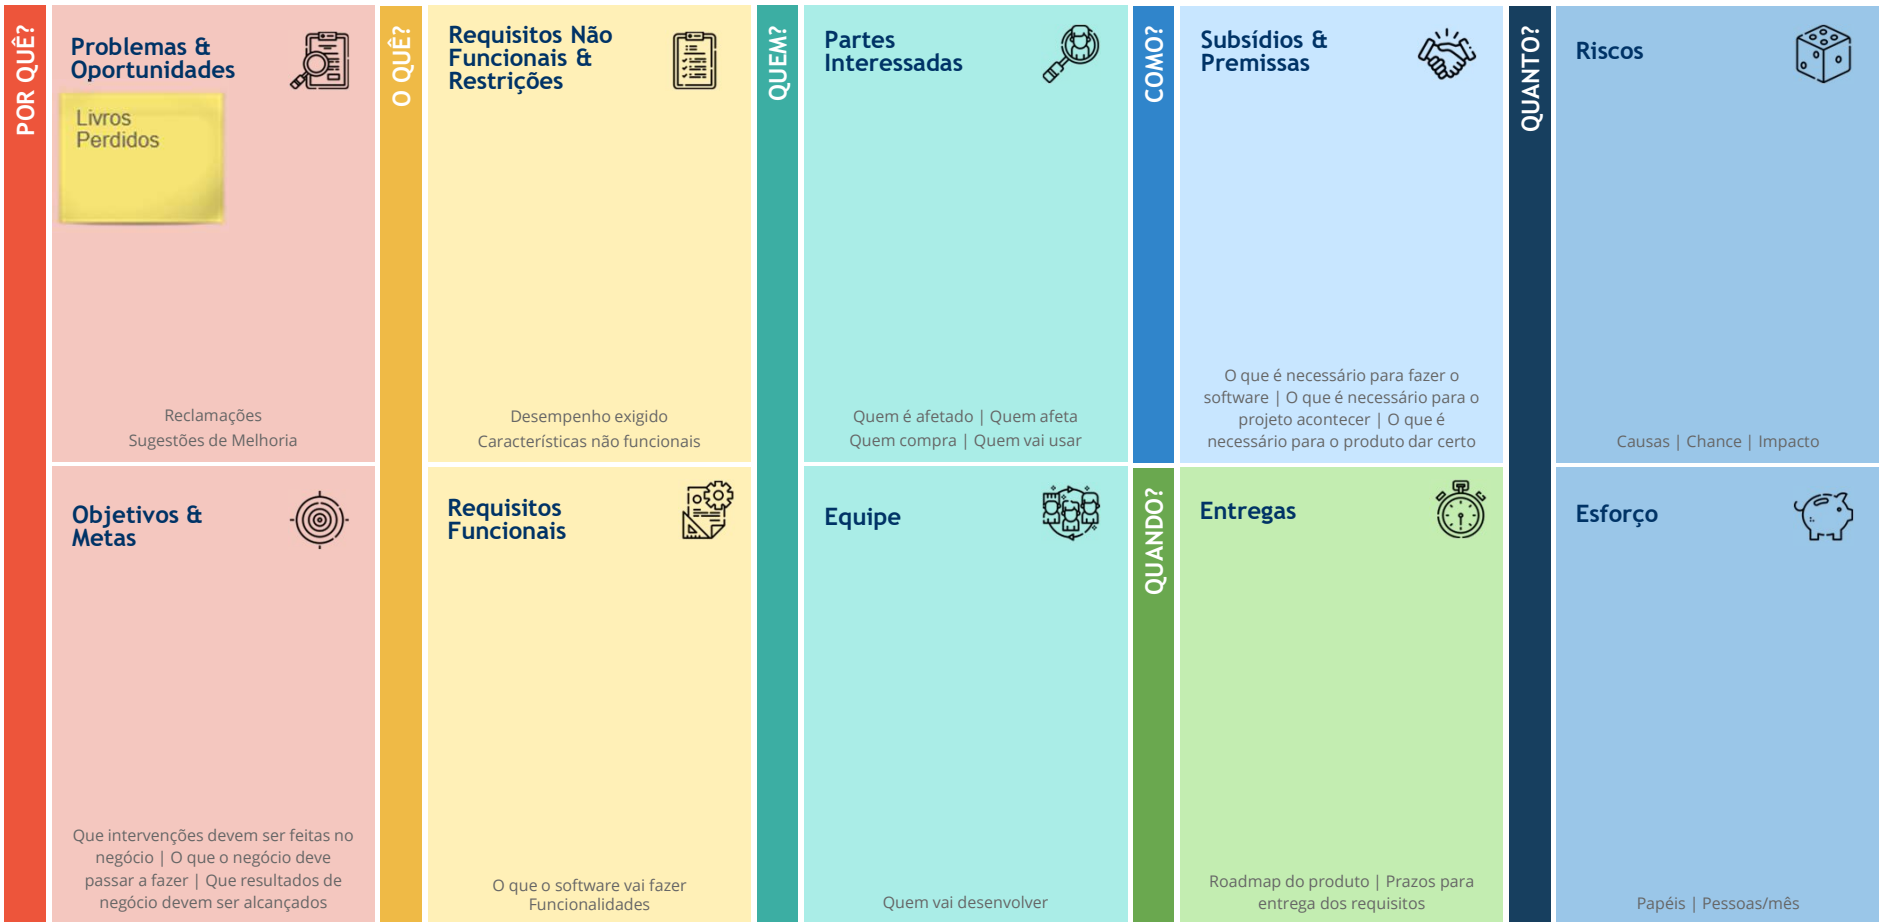 POR QUÊ?
Problemas &
Oportunidades
Livros
Perdidos
Reclamações
Sugestões de Melhoria
Objetivos &
Metas
Que intervenções devem ser feitas no
negócio | O que o negócio deve
passar a fazer | Que resultados de
negócio devem ser alcançados
O QUÊ?
Requisitos Não
Funcionais &
Restrições
Desempenho exigido
Características não funcionais
Requisitos
Funcionais
O que o software vai fazer
Funcionalidades
QUEM?
Partes
Interessadas
Quem é afetado | Quem afeta
Quem compra | Quem vai usar
Equipe
Quem vai desenvolver
COMO?
Subsídios &
Premissas
O que é necessário para fazer o
software | O que é necessário para o
projeto acontecer | O que é
necessário para o produto dar certo
QUANDO?
Entregas
Roadmap do produto | Prazos para
entrega dos requisitos
QUANTO?
Riscos
Causas | Chance | Impacto
Esforço
Papéis | Pessoas/mês